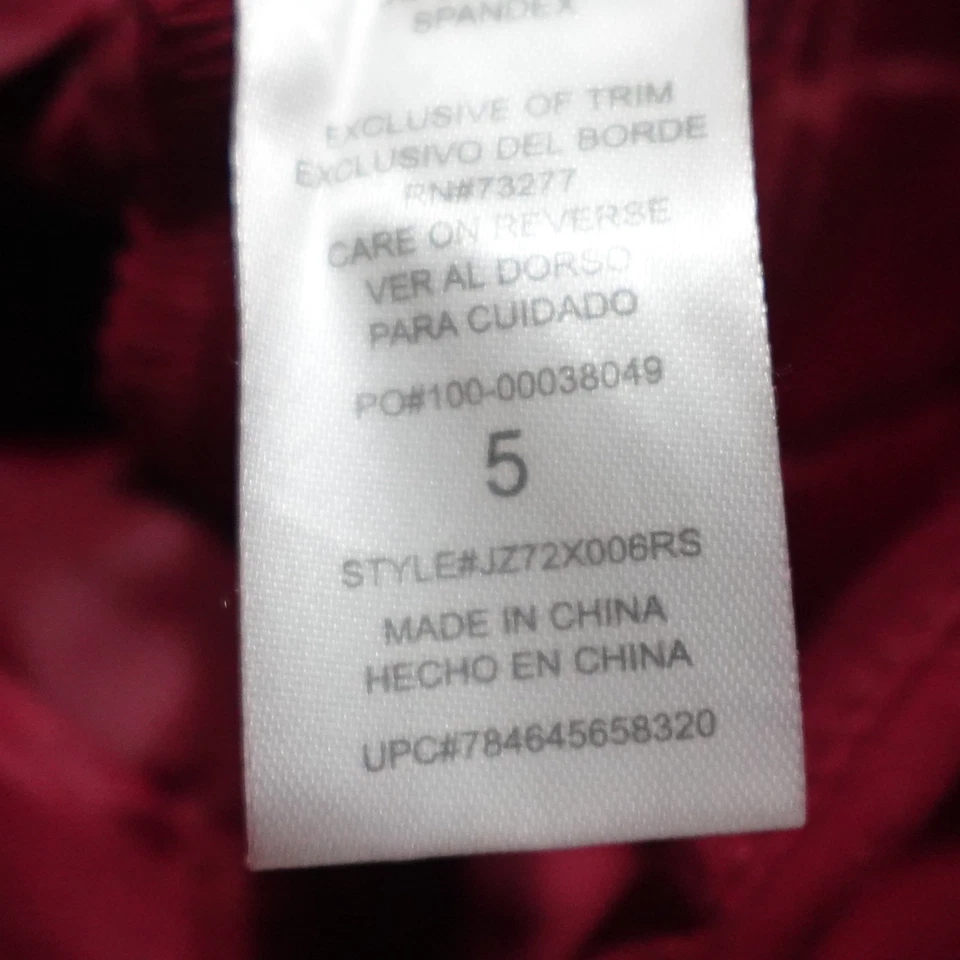 SPANDEX
EXCLUSIVE OF TRIM
EXCLUSIVO DEL BORDE
RN#73277
CARE ON REVERSE
VER AL DORSO
PARA CUIDADO
PO#100-00038049
5
STYLE#JZ72X006RS
MADE IN CHINA
HECHO EN CHINA
UPC#784645658320